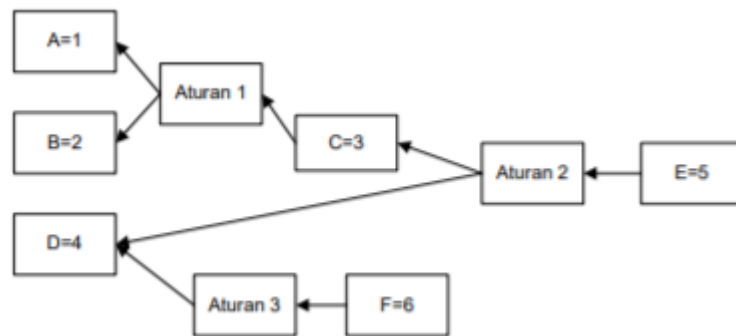 A=1
Aturan 1
B=2
C=3
Aturan 2
E=5
D=4
Aturan 3
F=6